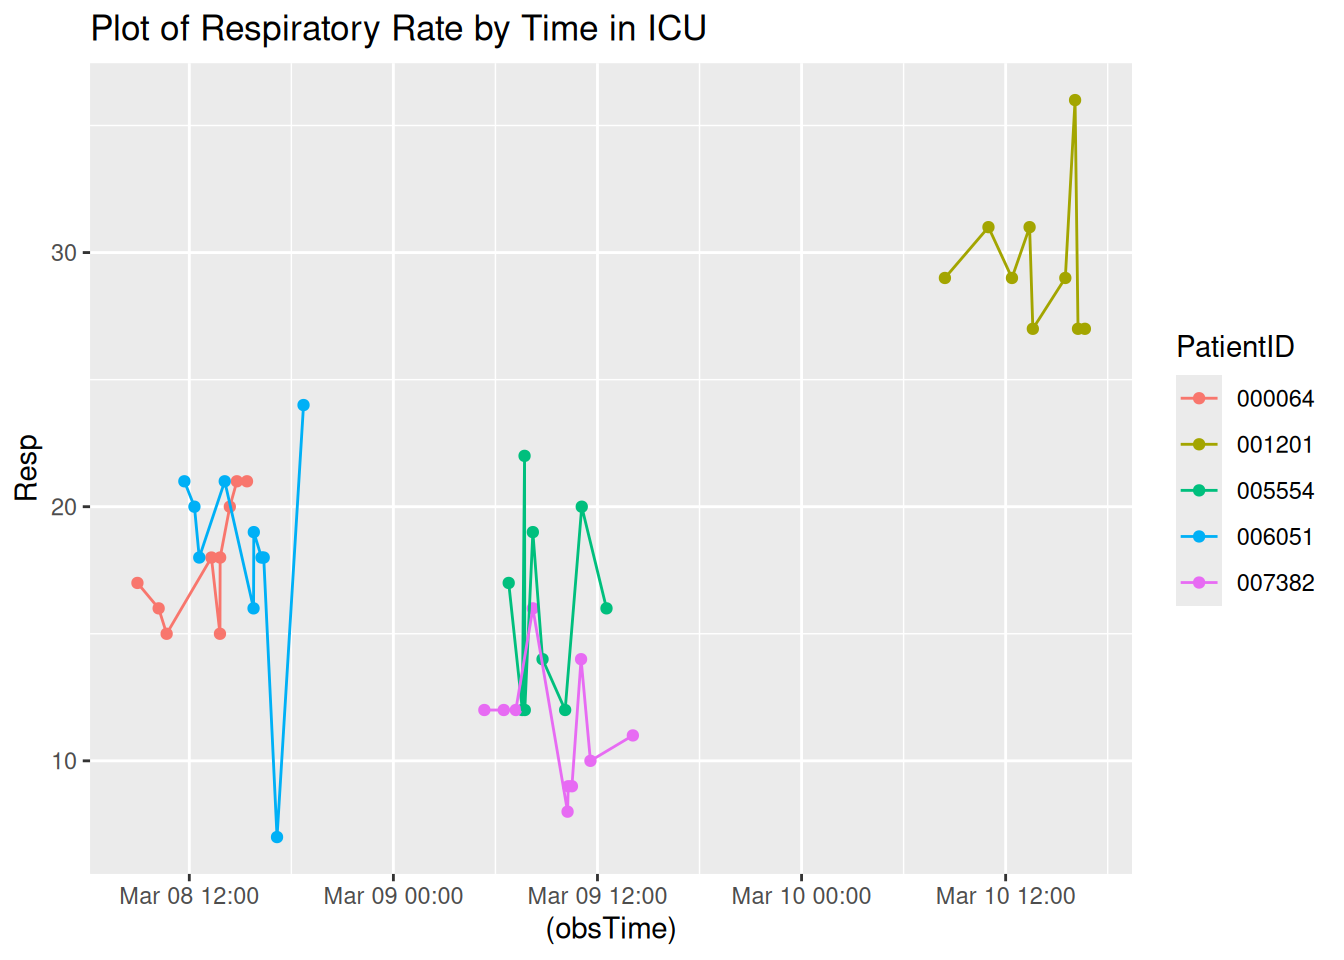 Plot of Respiratory Rate by Time in ICU
Resp
30
20
10
Mar 08 12:00
Mar 09 00:00
Mar 09 12:00
Mar 10 00:00
Mar 10 12:00
(obsTime)
PatientID
000064
001201
005554
006051
007382